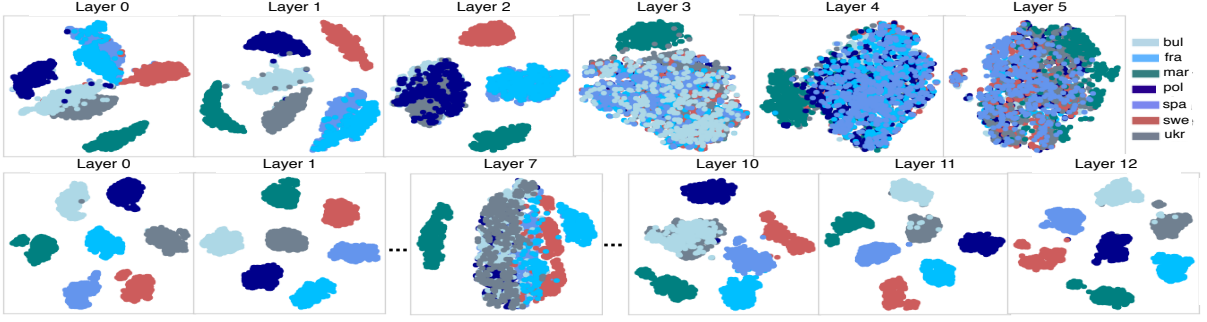 Layer 0 Layer 1 Layer 2 Layer 3 Layer 4 Layer 5
bul
fra
mar
pol
spa
swe
ukr
Layer 0 Layer 1 Layer 7 Layer 10 Layer 11 Layer 12
... ...